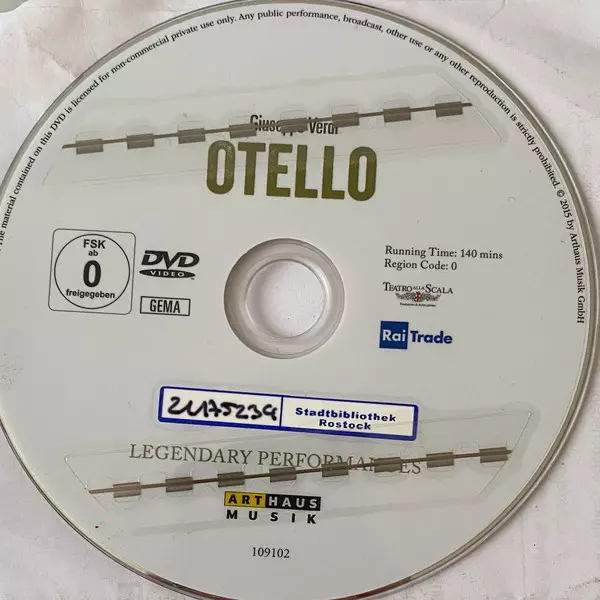 The material contained on this DVD is licensed for non-commercial private use only. Any public performance, broadcast, other use or any other reproduction is strictly prohibited. © 2015 by Arthaus Musik GmbH
Giuseppe Verdi
OTELLO
FSK
ab
0
freigegeben
DVD
VIDEO
GEMA
Running Time: 140 mins
Region Code: 0
TEATRO ALLA SCALA
Rai Trade
Stadtbibliothek
Rostock
LEGENDARY PERFORMANCES
ARTHAUS
MUSIK
109102